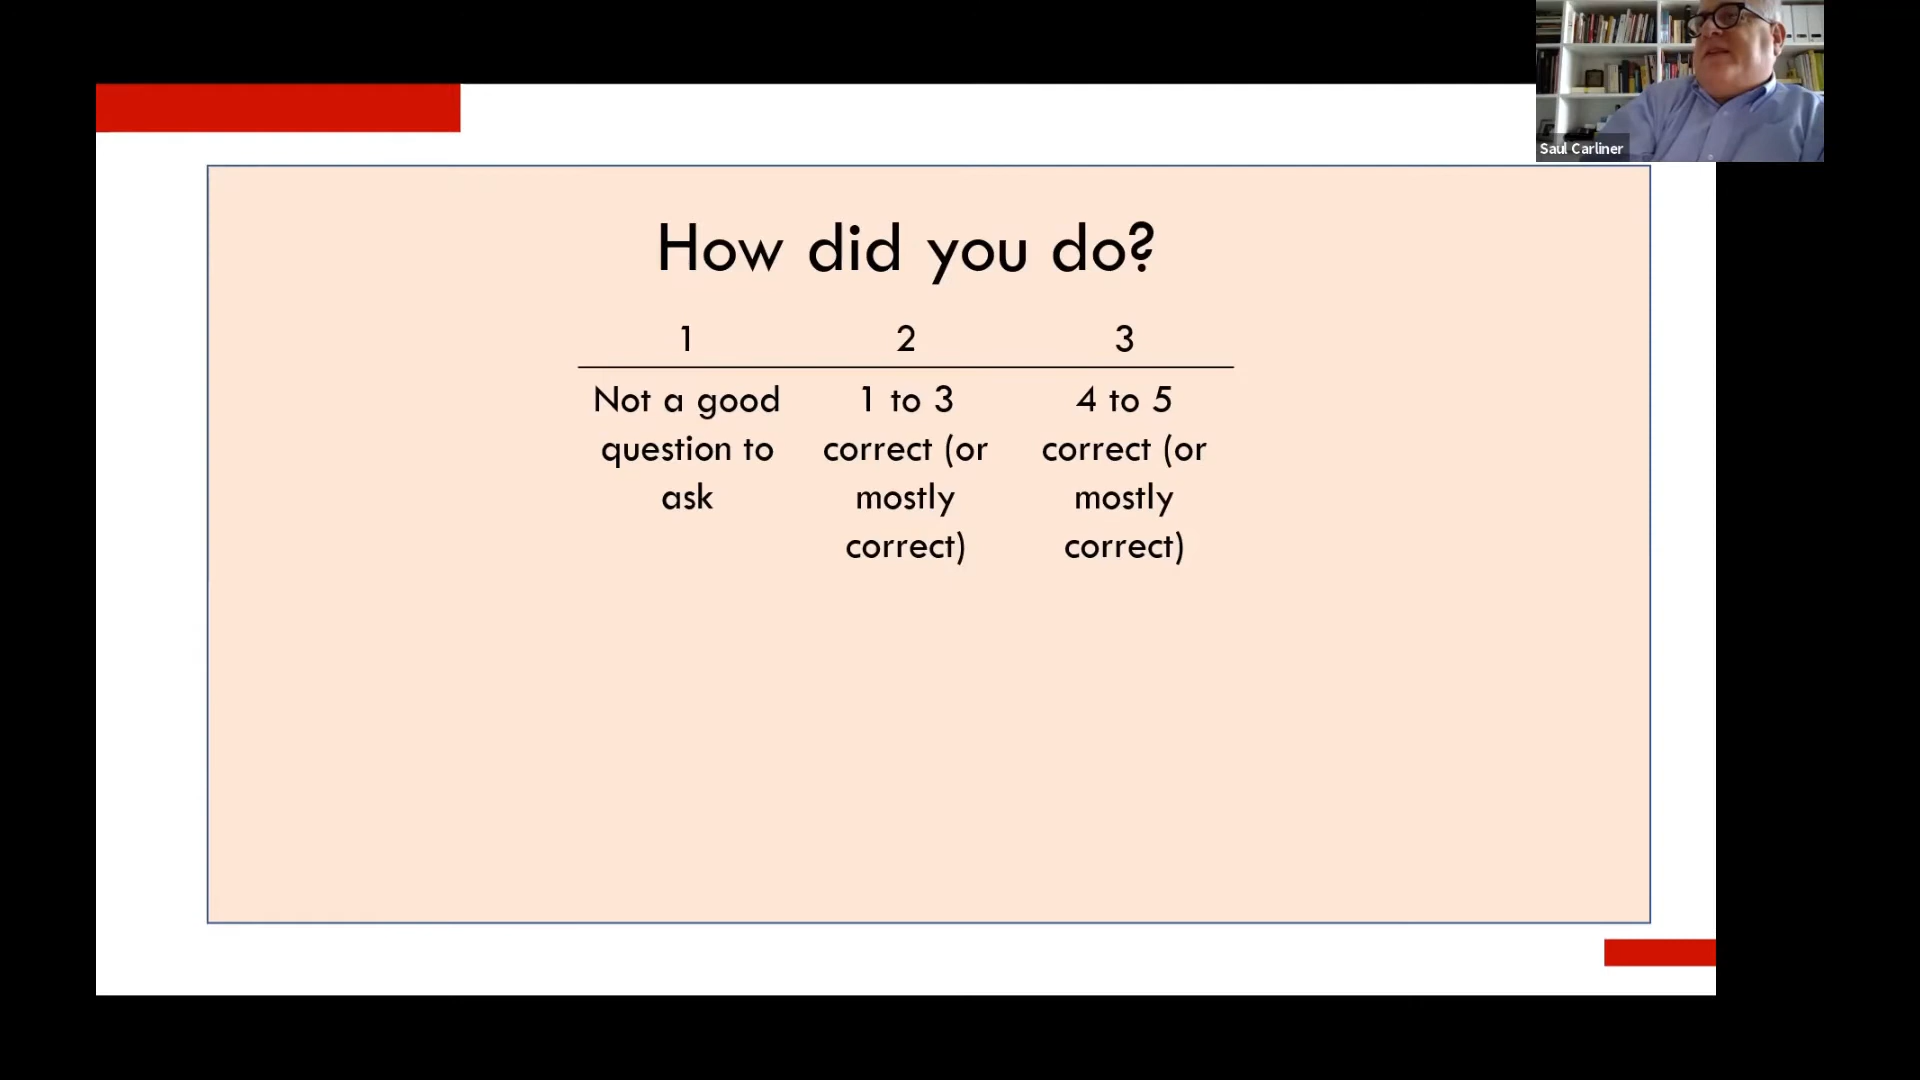 How did you do?
1 2 3
Not a good 1 to 3 4 to 5
question to correct (or correct (or
ask mostly mostly
correct) correct)
Saul Carliner